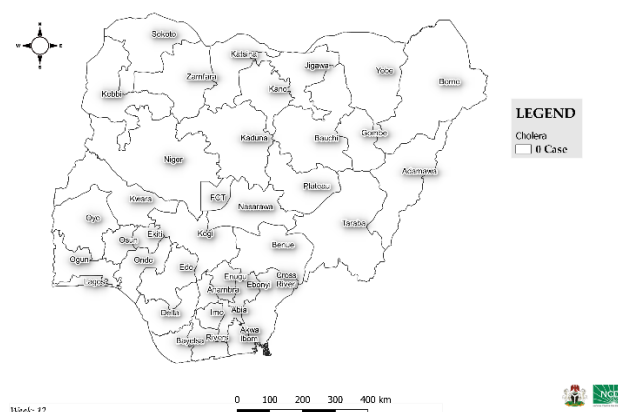 Sokoto
Katsina
Jigawa
Yobe
Borno
Zamfara
Kano
Kebbi
Kaduna
Bauchi
Gombe
Niger
Adamawa
Plateau
FCT
Kwara
Nasarawa
Taraba
Oyo
Kogi
Osun
Ekiti
Benue
Ogun
Ondo
Edo
Lagos
Enugu
Ebonyi
Cross
River
Anambra
Delta
Imo
Abia
Akwa
Ibom
Bayelsa
Rivers
LEGEND
Cholera
0 Case
0 100 200 300 400 km